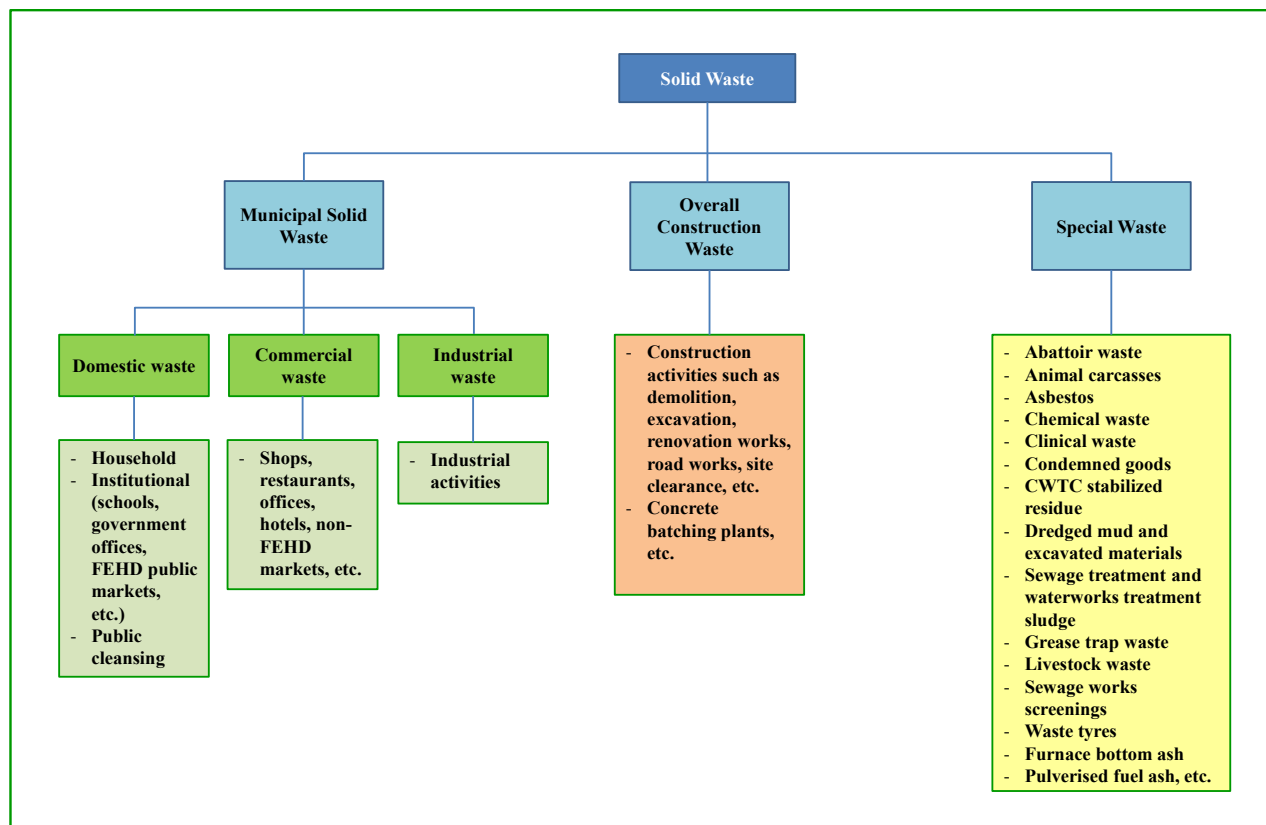 Solid Waste
Municipal Solid
Waste
Overall
Construction
Waste
Special Waste
Domestic waste
Commercial
waste
Industrial
waste
- Household
- Institutional
(schools,
government
offices,
FEHD public
markets,
etc.)
- Public
cleansing
- Shops,
restaurants,
offices,
hotels, non-
FEHD
markets, etc.
- Industrial
activities
- Construction
activities such as
demolition,
excavation,
renovation works,
road works, site
clearance, etc.
- Concrete
batching plants,
etc.
- Abattoir waste
- Animal carcasses
- Asbestos
- Chemical waste
- Clinical waste
- Condemned goods
- CWTC stabilized
residue
- Dredged mud and
excavated materials
- Sewage treatment and
waterworks treatment
sludge
- Grease trap waste
- Livestock waste
- Sewage works
screenings
- Waste tyres
- Furnace bottom ash
- Pulverised fuel ash, etc.